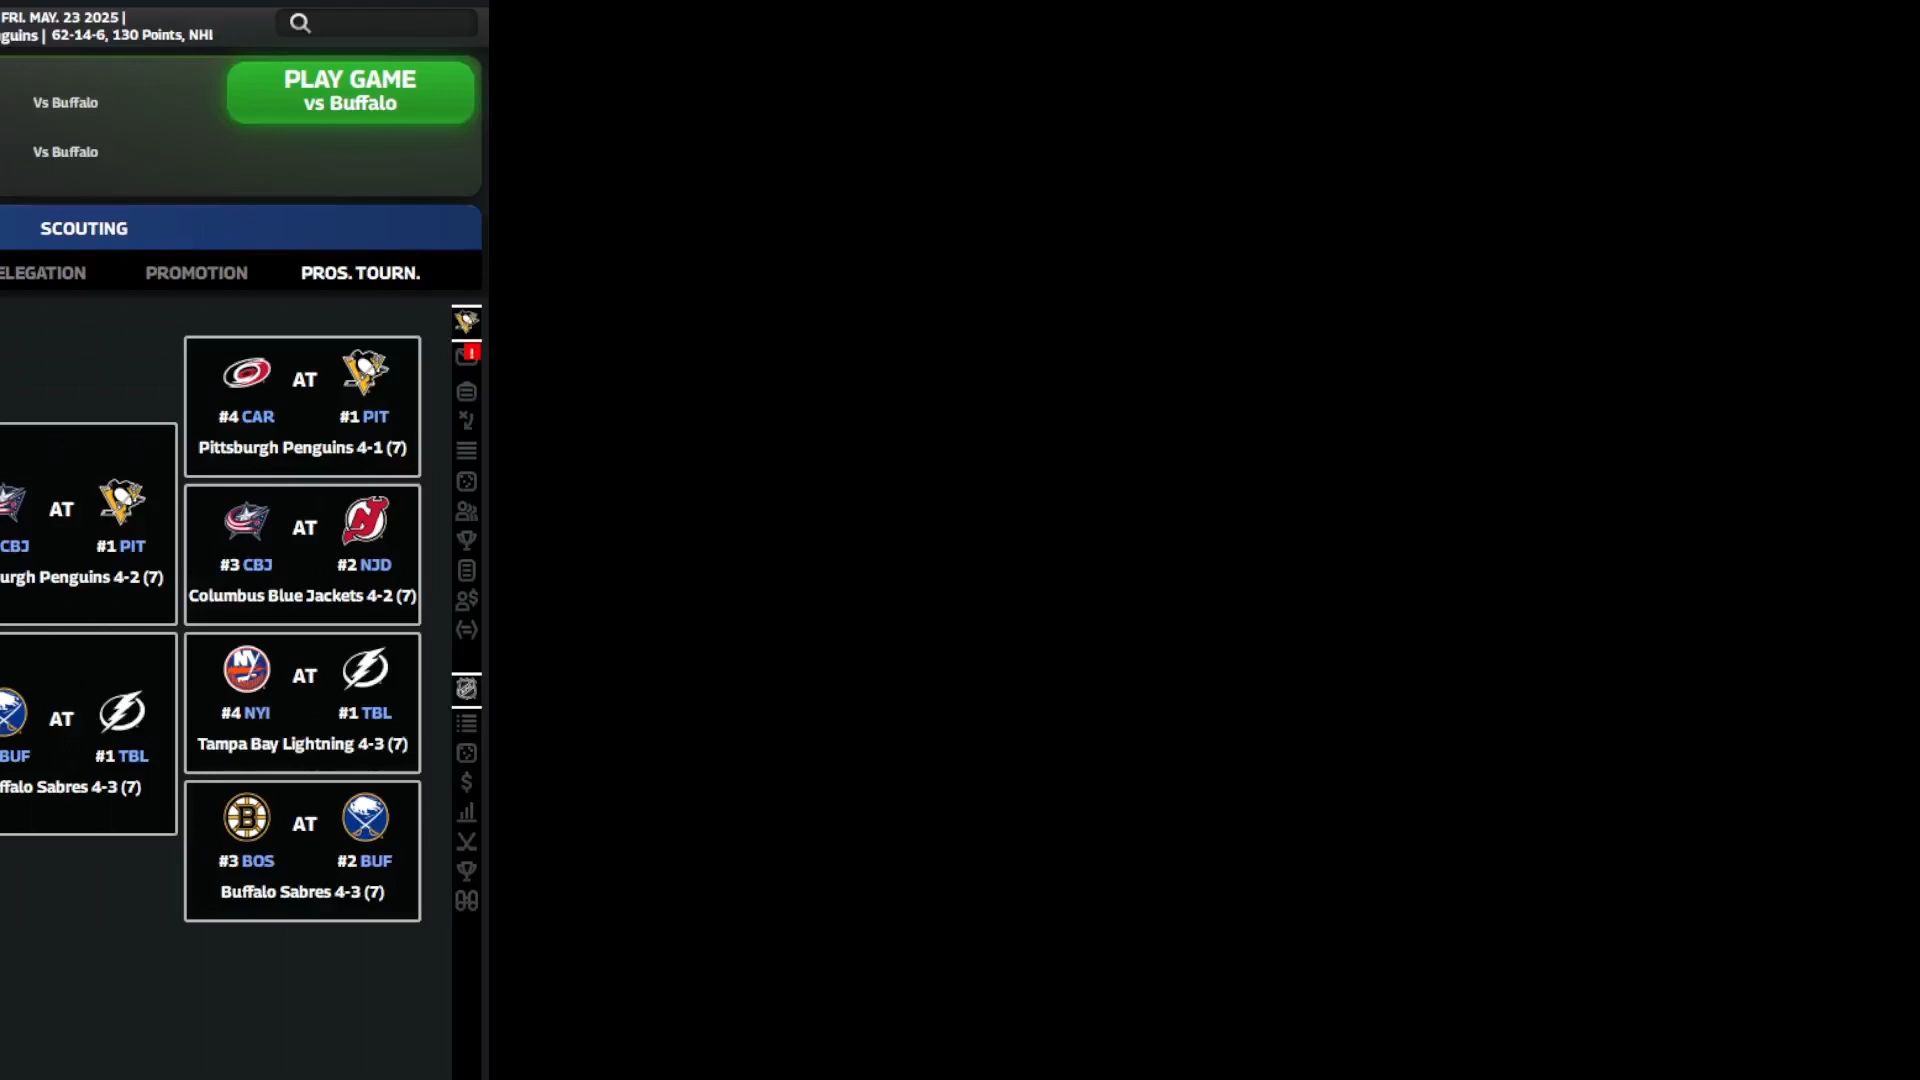 FRI. MAY. 23 2025 |
guins | 62-14-6, 130 Points, NHI
PLAY GAME
vs Buffalo
Vs Buffalo
Vs Buffalo
SCOUTING
ELEGATION PROMOTION PROS. TOURN.
AT
#4 CAR #1 PIT
Pittsburgh Penguins 4-1 (7)
AT
CBJ #1 PIT
urgh Penguins 4-2 (7)
AT
#3 CBJ #2 NJD
Columbus Blue Jackets 4-2 (7)
NY
AT
#4 NYI #1 TBL
Tampa Bay Lightning 4-3 (7)
AT
BUF #1 TBL
ffalo Sabres 4-3 (7)
B
AT
#3 BOS #2 BUF
Buffalo Sabres 4-3 (7)